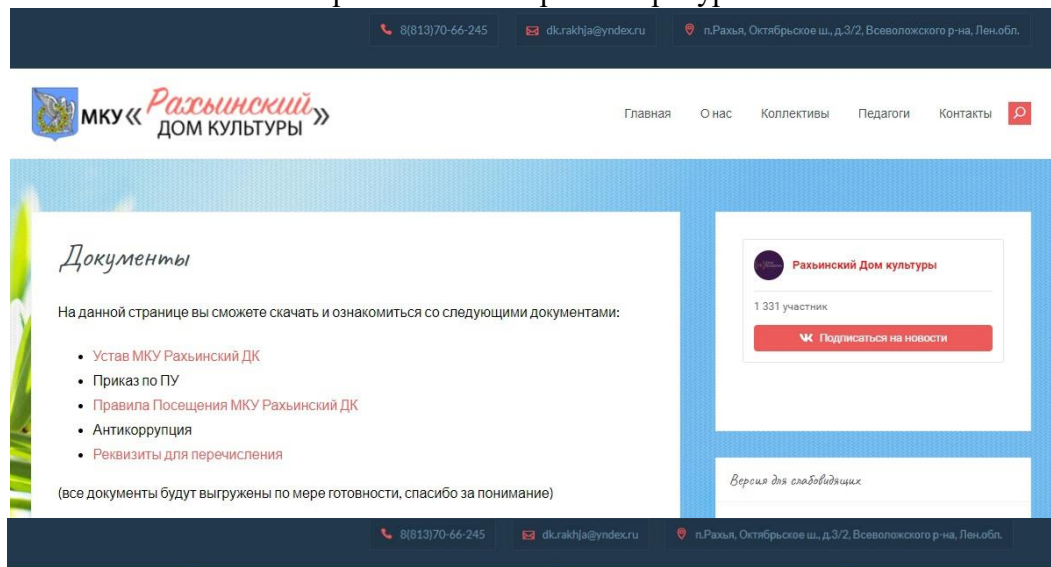 8(813)70-66-245 dk.rakhja@yndex.ru п.Рахья, Октябрьское ш., д.3/2, Всеволожского р-на, Лен.обл.
МКУ « Рахьинский »
ДОМ КУЛЬТУРЫ
Главная О нас Коллективы Педагоги Контакты
Документы
На данной странице вы сможете скачать и ознакомиться со следующими документами:
• Устав МКУ Рахьинский ДК
• Приказ по ПУ
• Правила Посещения МКУ Рахьинский ДК
• Антикоррупция
• Реквизиты для перечисления
(все документы будут выгружены по мере готовности, спасибо за понимание)
Рахьинский Дом культуры
1 331 участник
Подписаться на новости
Версия для слабовидящих
8(813)70-66-245 dk.rakhja@yndex.ru п.Рахья, Октябрьское ш., д.3/2, Всеволожского р-на, Лен.обл.